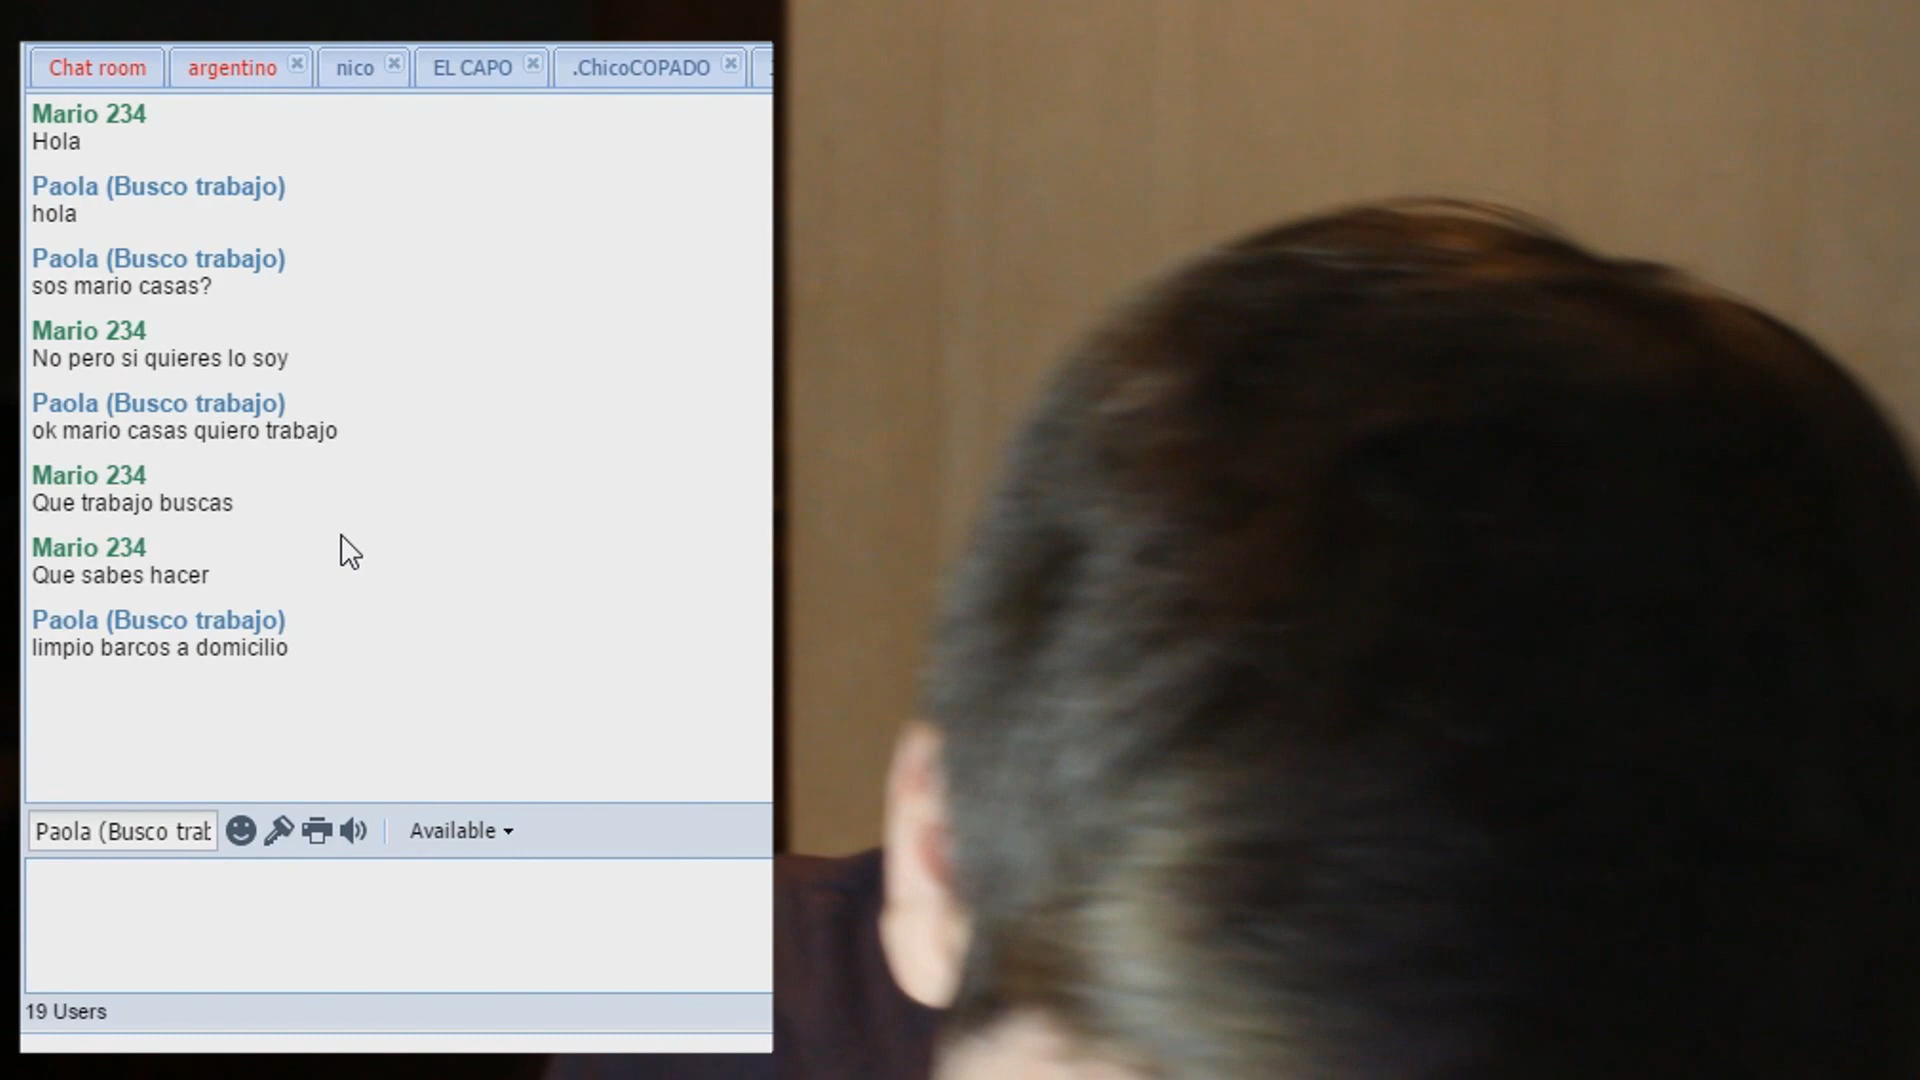 Chat room argentino nico EL CAPO .ChicoCOPADO
Mario 234
Hola
Paola (Busco trabajo)
hola
Paola (Busco trabajo)
sos mario casas?
Mario 234
No pero si quieres lo soy
Paola (Busco trabajo)
ok mario casas quiero trabajo
Mario 234
Que trabajo buscas
Mario 234
Que sabes hacer
Paola (Busco trabajo)
limpio barcos a domicilio
Paola (Busco trab Available
19 Users